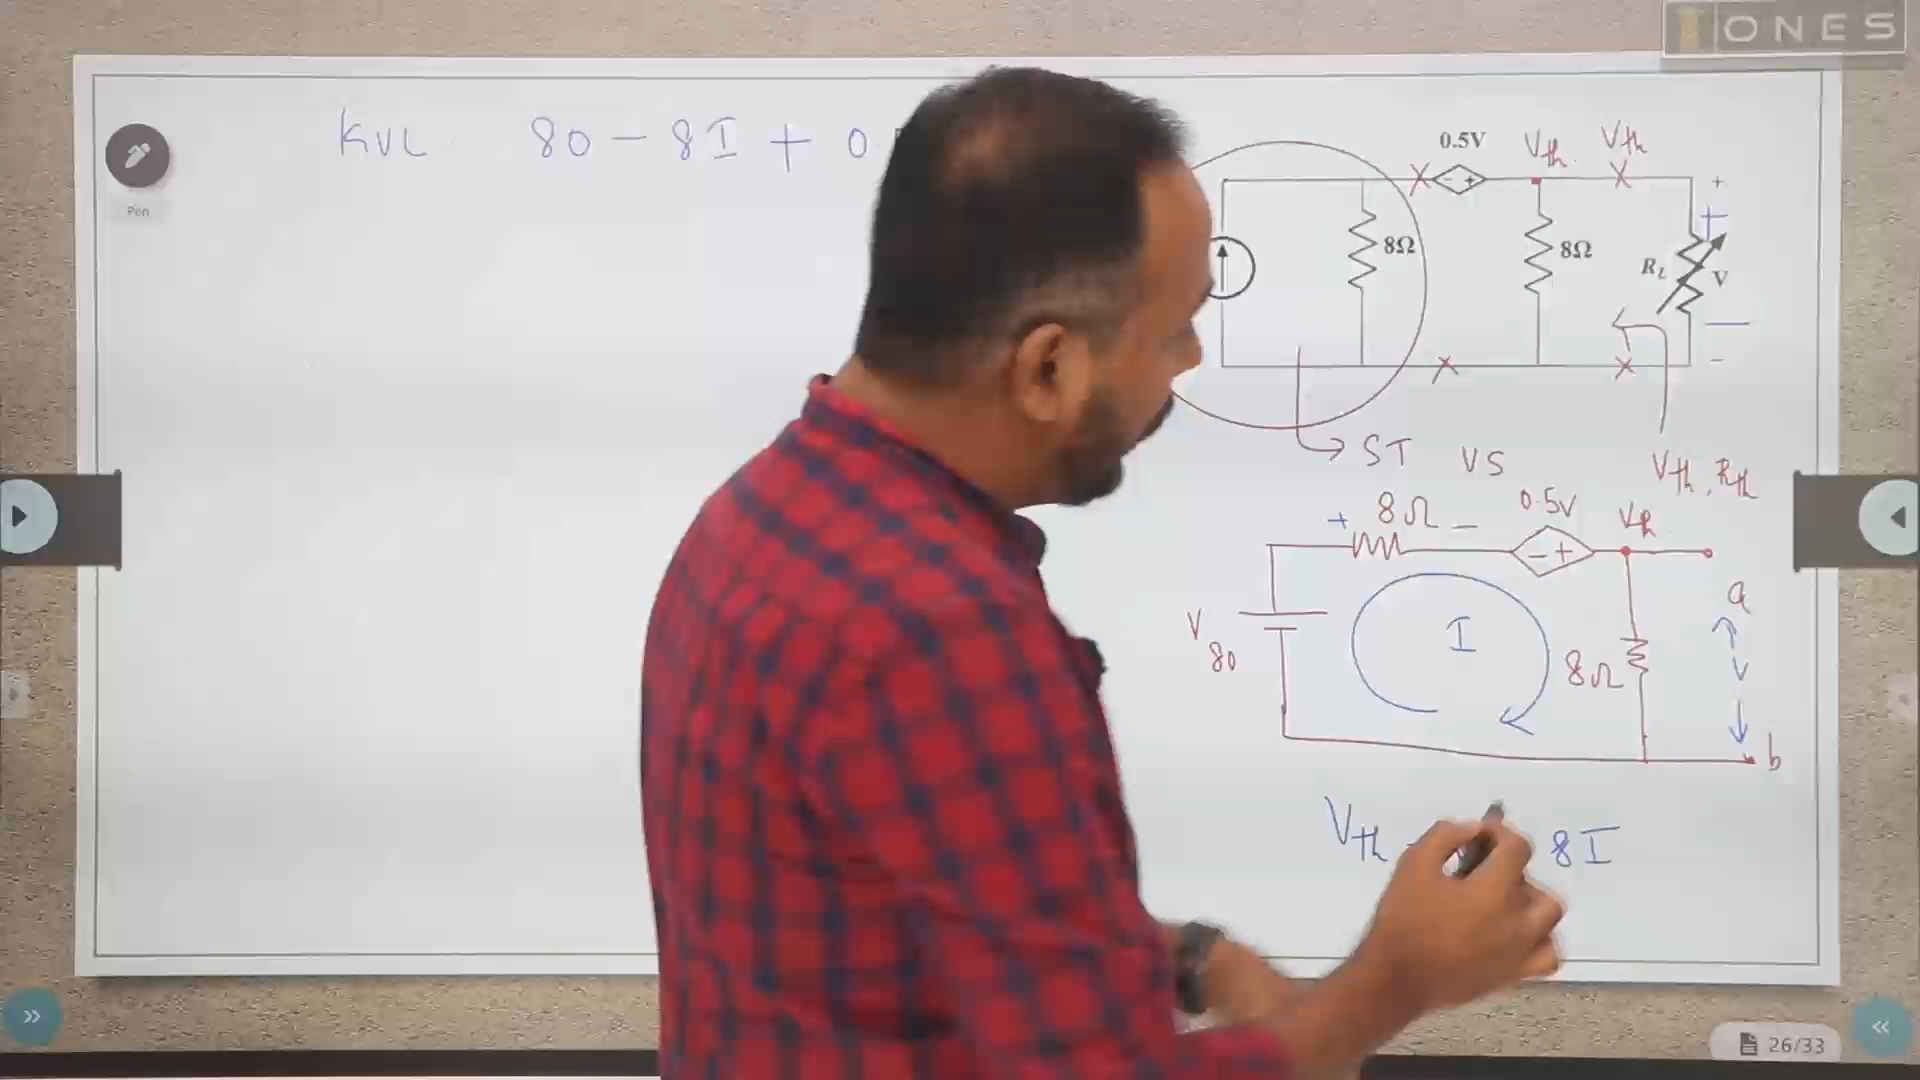 IONES
Pen
KVL 80 - 8I + 0
0.5V Vth Vth
+
+
8Ω 8Ω RL V
-
ST VS Vth, Rth
+ 8Ω - 0.5V Vth
- +
a
V
80
I
8Ω
V
b
Vth 8I
26/33